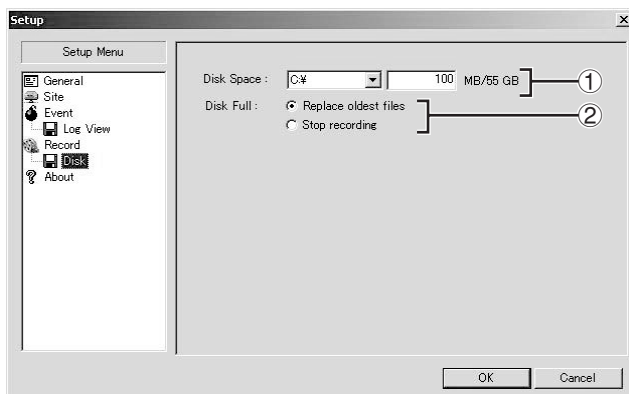 Setup
Setup Menu
General
Site
Event
Log View
Record
Disk
About
Disk Space : C:¥ 100 MB/55 GB ①
Disk Full : Replace oldest files ②
Stop recording
OK Cancel